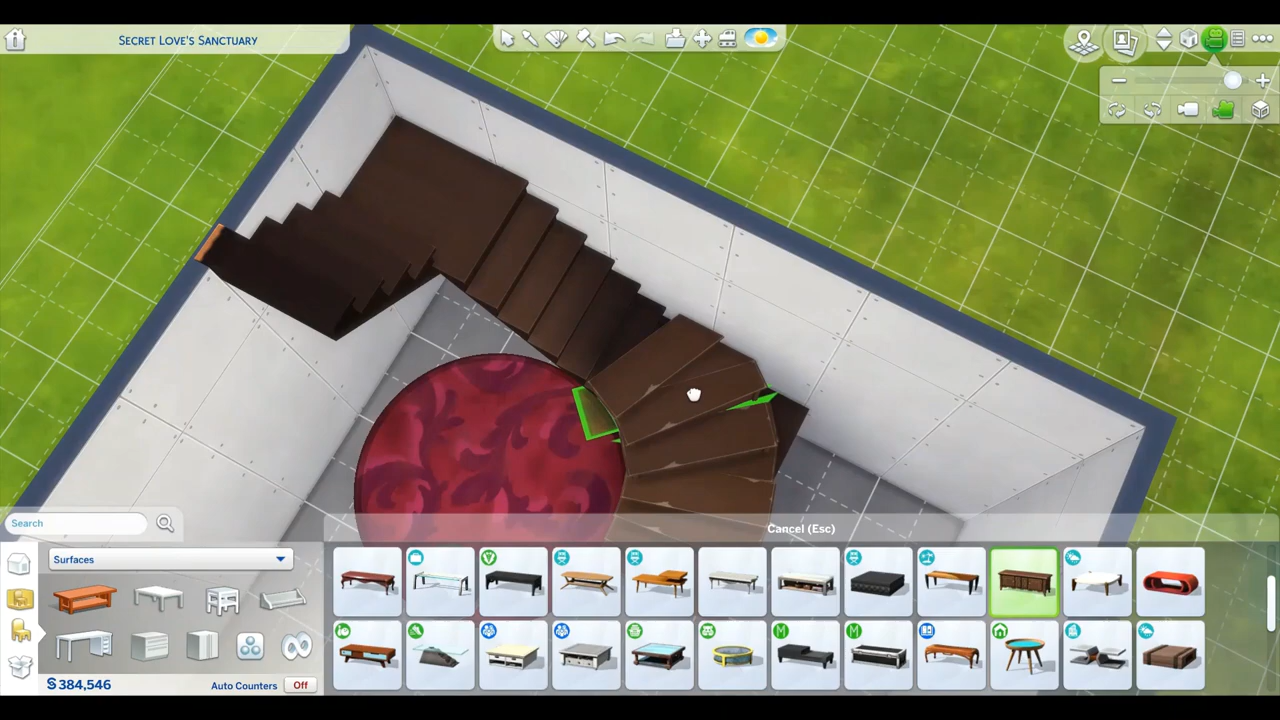 SECRET LOVE'S SANCTUARY
Search
Cancel (Esc)
Surfaces
M
M
§384,546
Auto Counters
Off